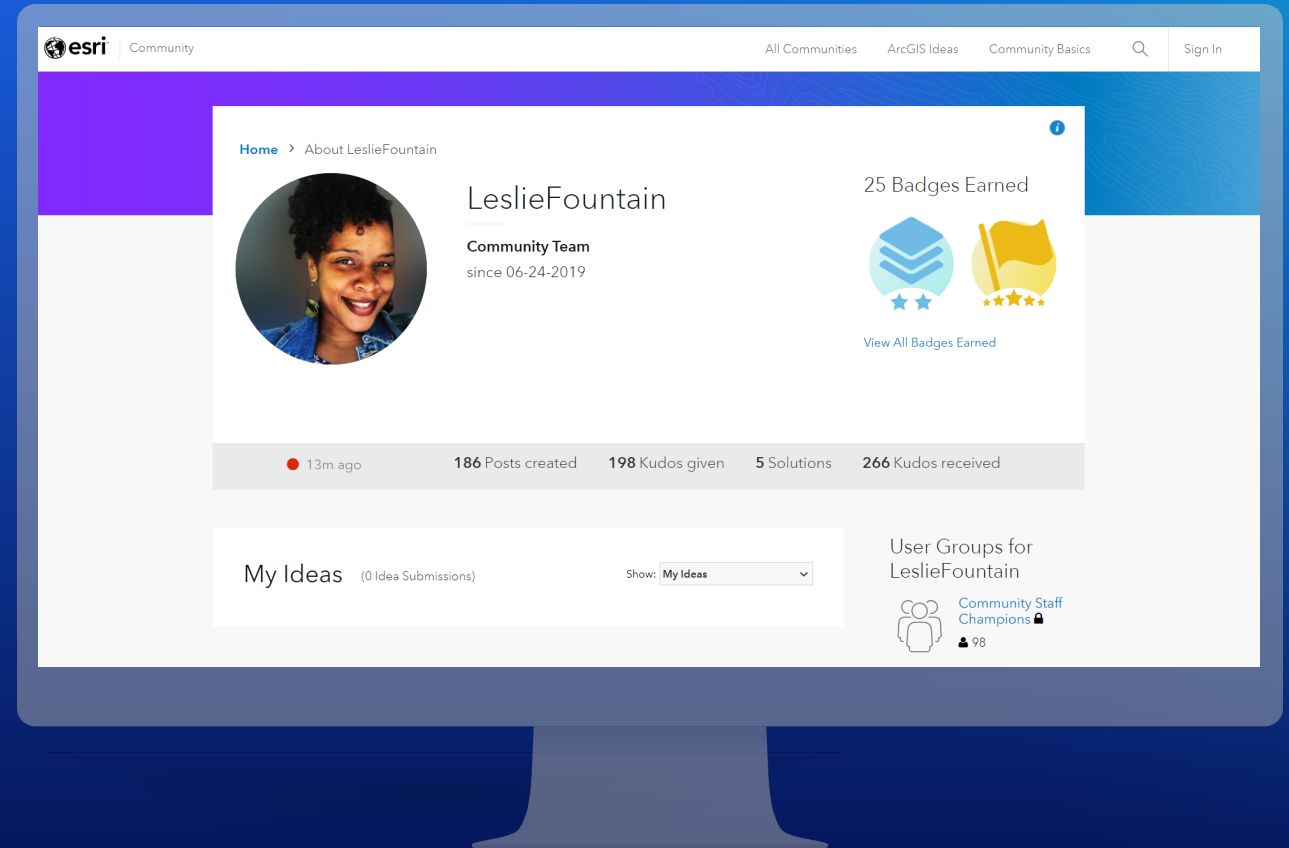 esri Community All Communities ArcGIS Ideas Community Basics Sign In
i
Home > About LeslieFountain
LeslieFountain
Community Team
since 06-24-2019
25 Badges Earned
View All Badges Earned
13m ago 186 Posts created 198 Kudos given 5 Solutions 266 Kudos received
My Ideas (0 Idea Submissions) Show: My Ideas
User Groups for
LeslieFountain
Community Staff
Champions
98